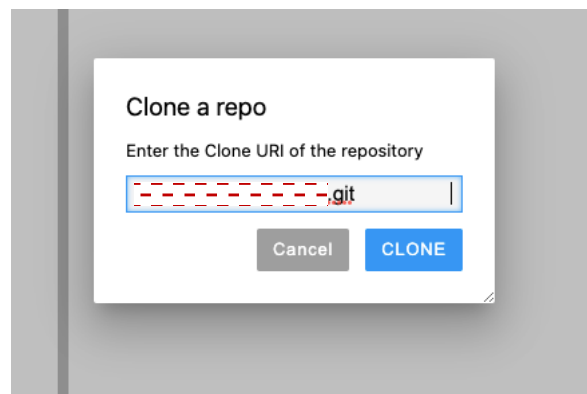 Clone a repo
Enter the Clone URI of the repository
.git
Cancel
CLONE